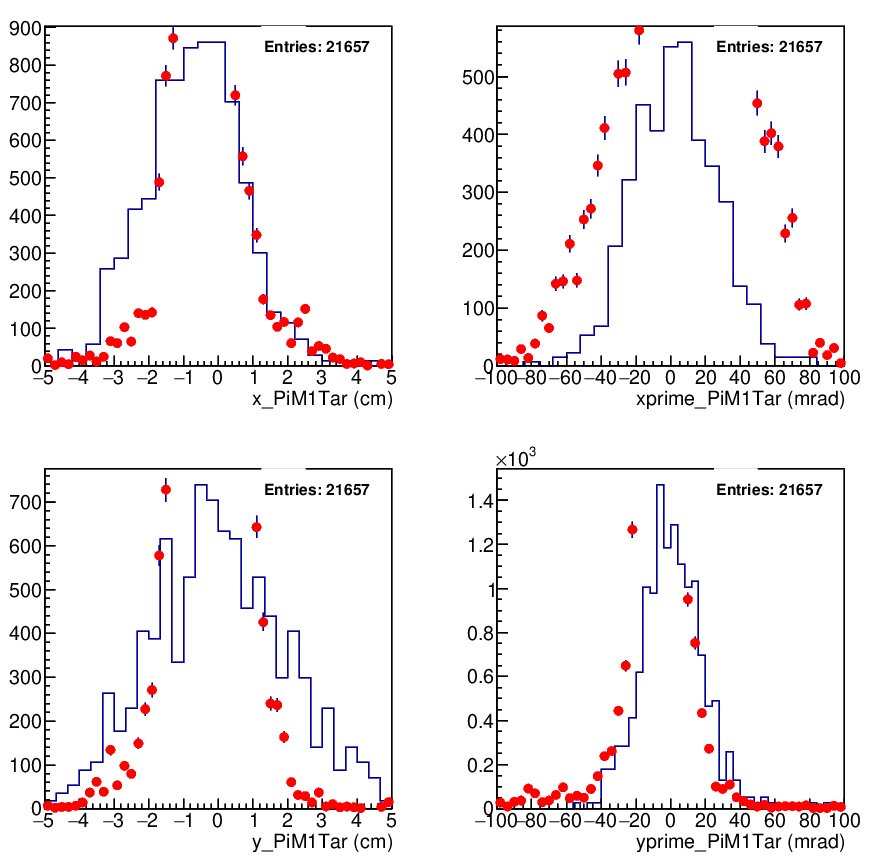 Entries: 21657
900
800
700
600
500
400
300
200
100
0
−5 −4 −3 −2 −1 0 1 2 3 4 5
x_PiM1Tar (cm)
Entries: 21657
500
400
300
200
100
0
−100 −80 −60 −40 −20 0 20 40 60 80 100
xprime_PiM1Tar (mrad)
Entries: 21657
700
600
500
400
300
200
100
0
−5 −4 −3 −2 −1 0 1 2 3 4 5
y_PiM1Tar (cm)
×10³
Entries: 21657
1.4
1.2
1
0.8
0.6
0.4
0.2
0
−100 −80 −60 −40 −20 0 20 40 60 80 100
yprime_PiM1Tar (mrad)